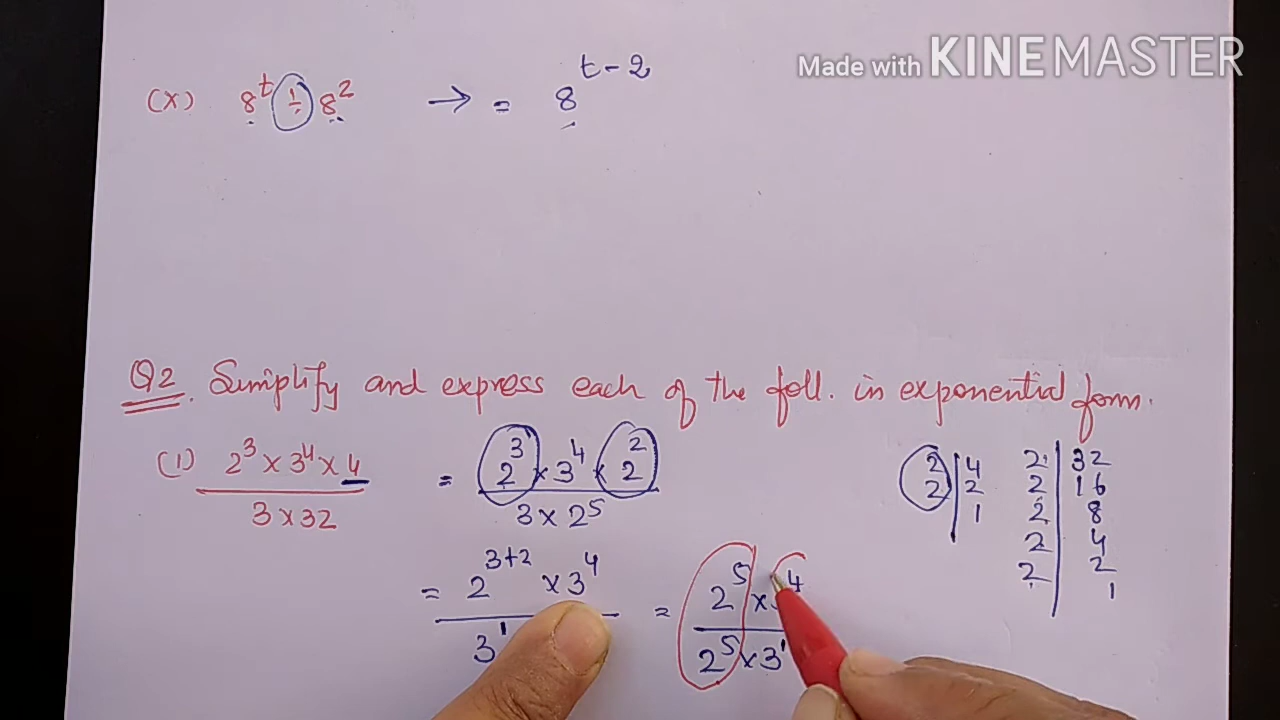 Made with KINEMASTER
(X) 8^t ÷ 8^2 → = 8^{t-2}
Q2. Simplify and express each of the foll. in exponential form.
(1) 2^3 × 3^4 × 4 = 2^3 × 3^4 × 2^2
3 × 32 3 × 2^5
2 | 4 2 | 32
2 | 2 2 | 16
1 2 | 8
2 | 4
2 | 2
1
= 2^{3+2} × 3^4 = 2^5 × 4
3^1 2^5 × 3^1